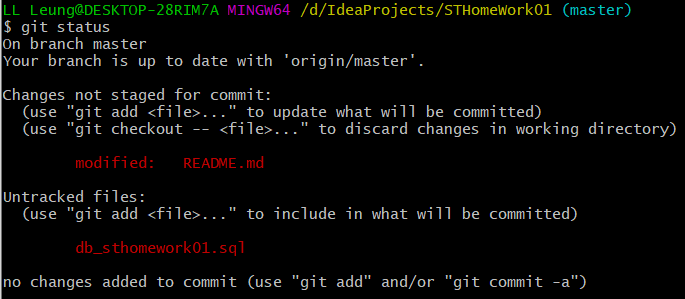 LL Leung@DESKTOP-28RIM7A MINGW64 /d/IdeaProjects/STHomeWork01 (master)
$ git status
On branch master
Your branch is up to date with 'origin/master'.
Changes not staged for commit:
(use "git add <file>..." to update what will be committed)
(use "git checkout -- <file>..." to discard changes in working directory)
modified: README.md
Untracked files:
(use "git add <file>..." to include in what will be committed)
db_sthomework01.sql
no changes added to commit (use "git add" and/or "git commit -a")